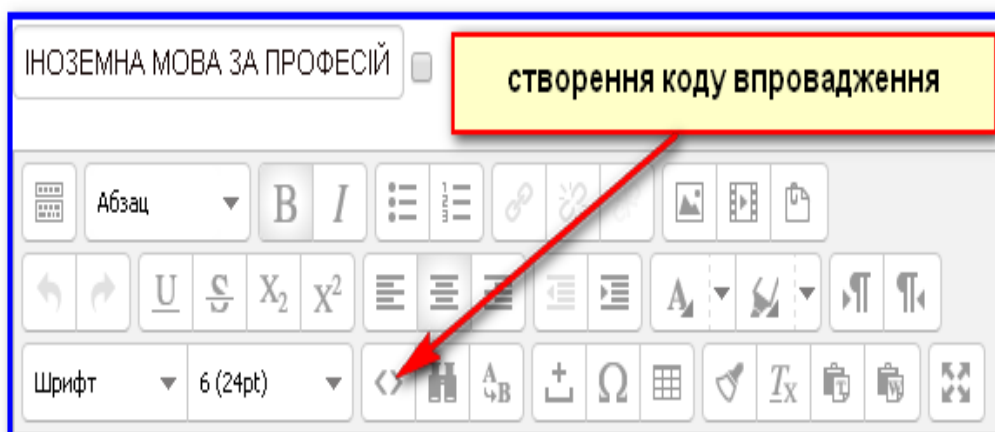 ІНОЗЕМНА МОВА ЗА ПРОФЕСІЙ
створення коду впровадження
Абзац
Шрифт 6 (24pt)